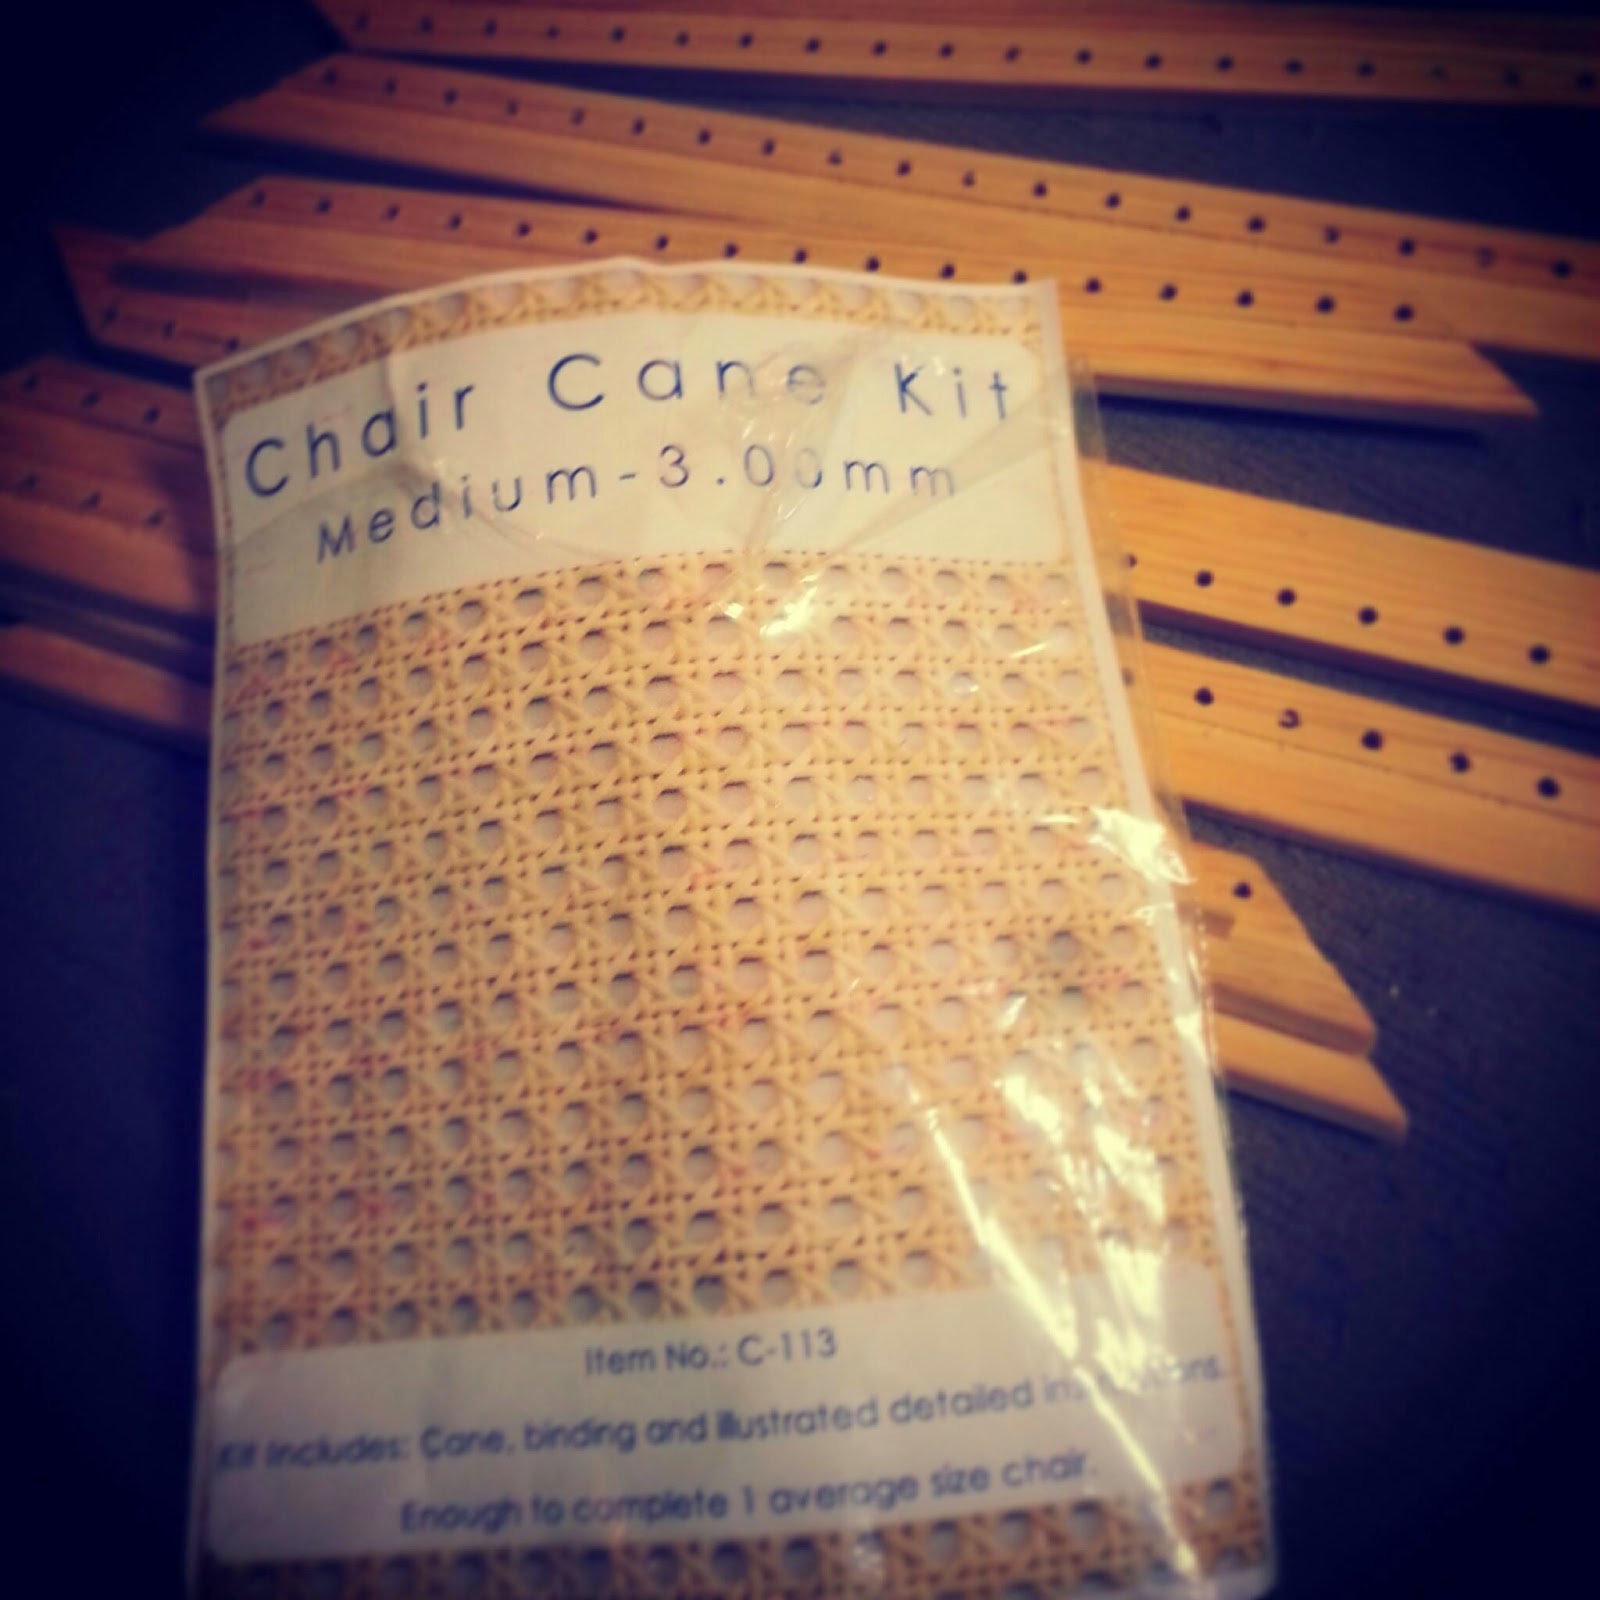 Chair Cane Kit
Medium-3.00mm
Item No.: C-113
Kit Includes: Cane, binding and illustrated detailed instructions.
Enough to complete 1 average size chair.